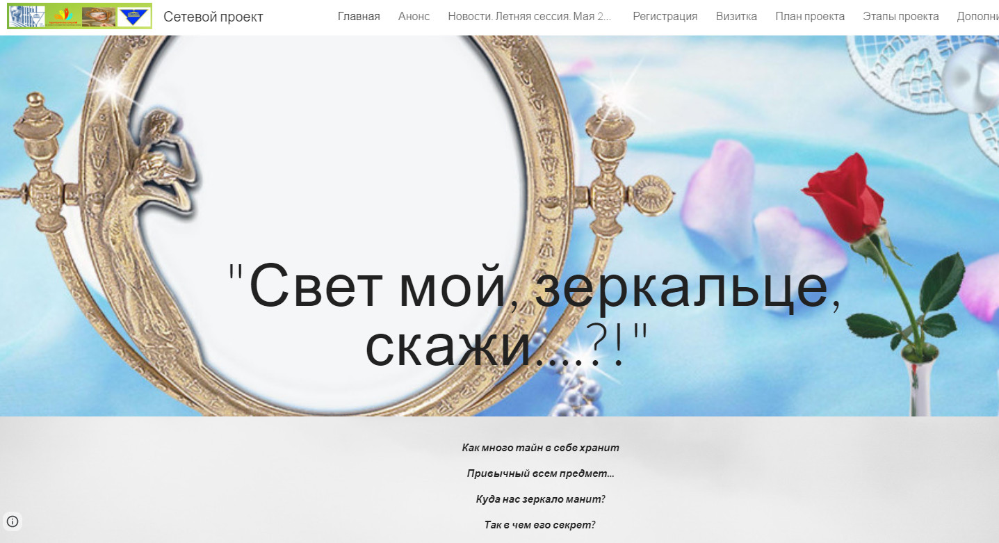 Сетевой проект
Главная
Анонс
Новости. Летняя сессия. Мая 2...
Регистрация
Визитка
План проекта
Этапы проекта
Дополни
"Свет мой, зеркальце,
скажи....?!"
Как много тайн в себе хранит
Привычный всем предмет...
Куда нас зеркало манит?
Так в чем его секрет?